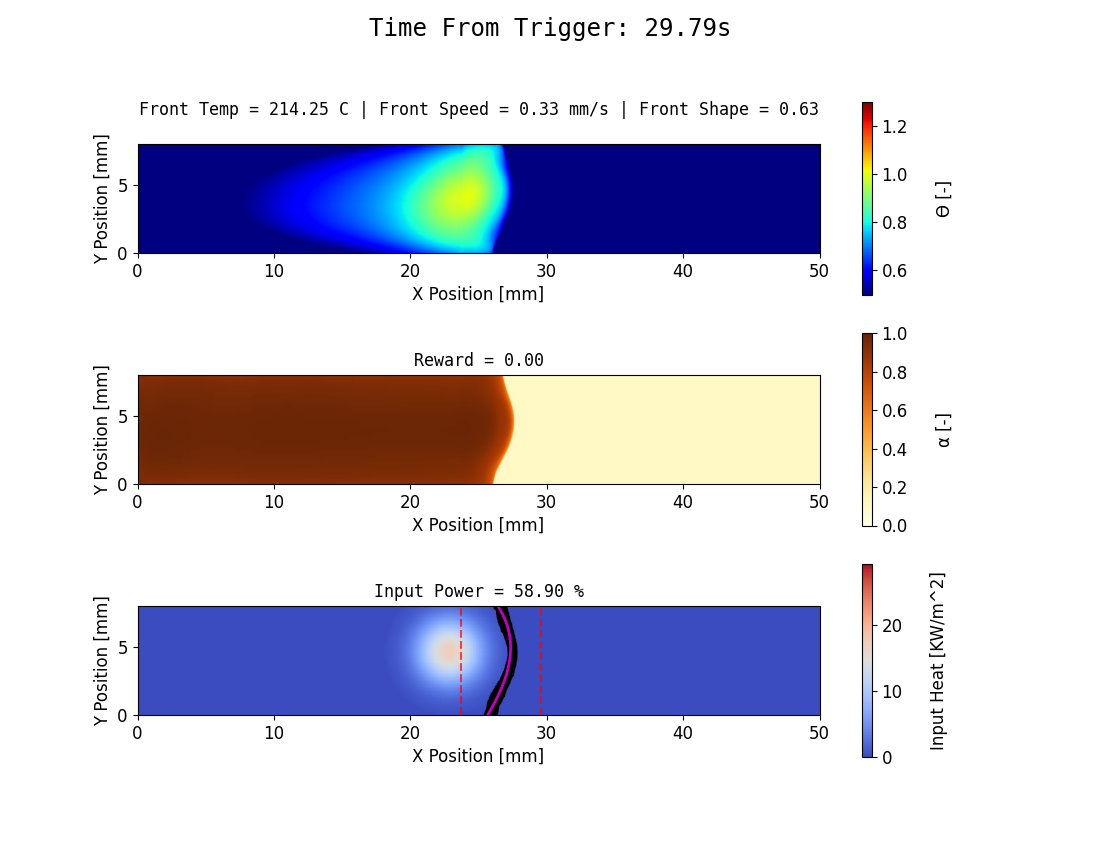 Time From Trigger: 29.79s
Front Temp = 214.25 C | Front Speed = 0.33 mm/s | Front Shape = 0.63
Y Position [mm]
5
0
0 10 20 30 40 50
X Position [mm]
1.2
1.0
0.8
0.6
Θ [-]
Reward = 0.00
Y Position [mm]
5
0
0 10 20 30 40 50
X Position [mm]
1.0
0.8
0.6
0.4
0.2
0.0
α [-]
Input Power = 58.90 %
Y Position [mm]
5
0
0 10 20 30 40 50
X Position [mm]
20
10
0
Input Heat [KW/m^2]